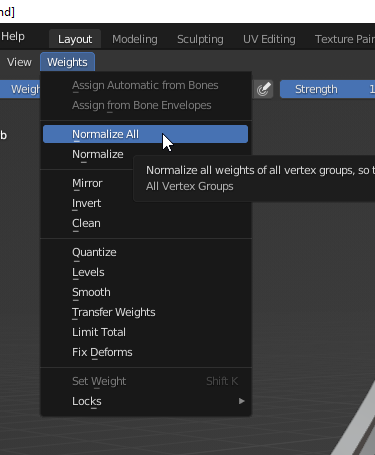 nd]
Help Layout Modeling Sculpting UV Editing Texture Pain
View Weights
Weigh Strength 1
b
Assign Automatic from Bones
Assign from Bone Envelopes
Normalize All
Normalize
Normalize all weights of all vertex groups, so t
All Vertex Groups
Mirror
Invert
Clean
Quantize
Levels
Smooth
Transfer Weights
Limit Total
Fix Deforms
Set Weight Shift K
Locks